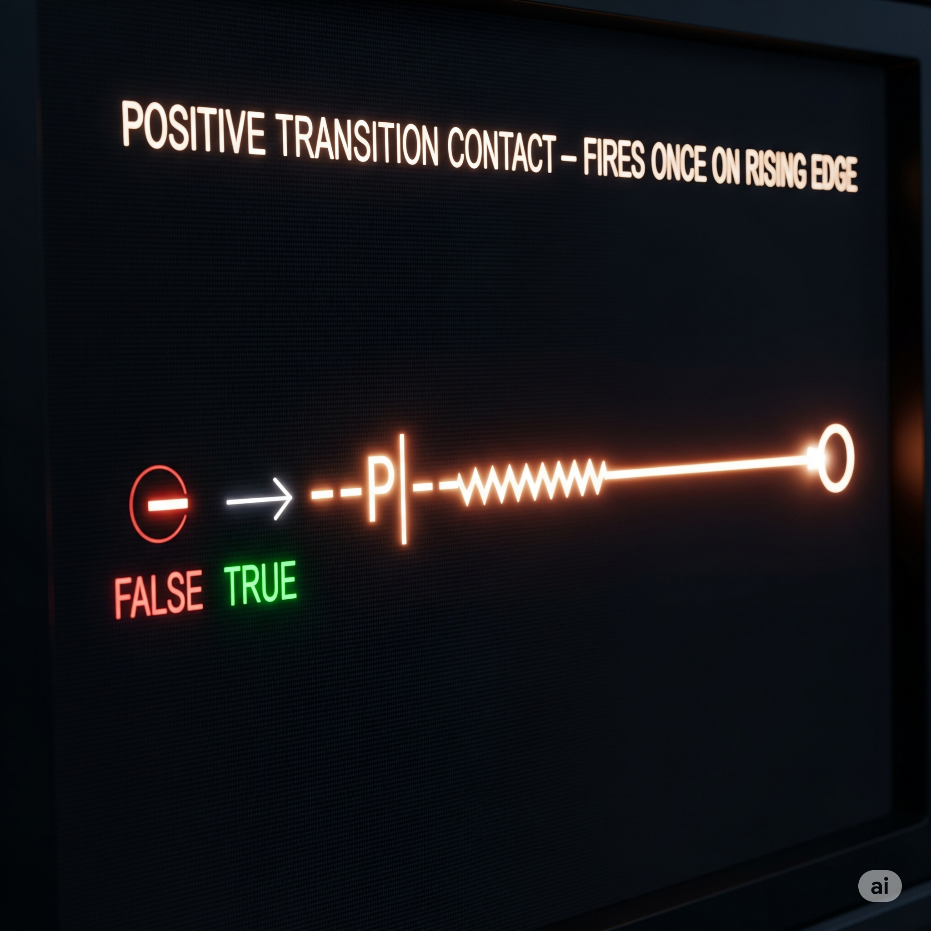 POSITIVE TRANSITION CONTACT – FIRES ONCE ON RISING EDGE
P
FALSE TRUE
ai